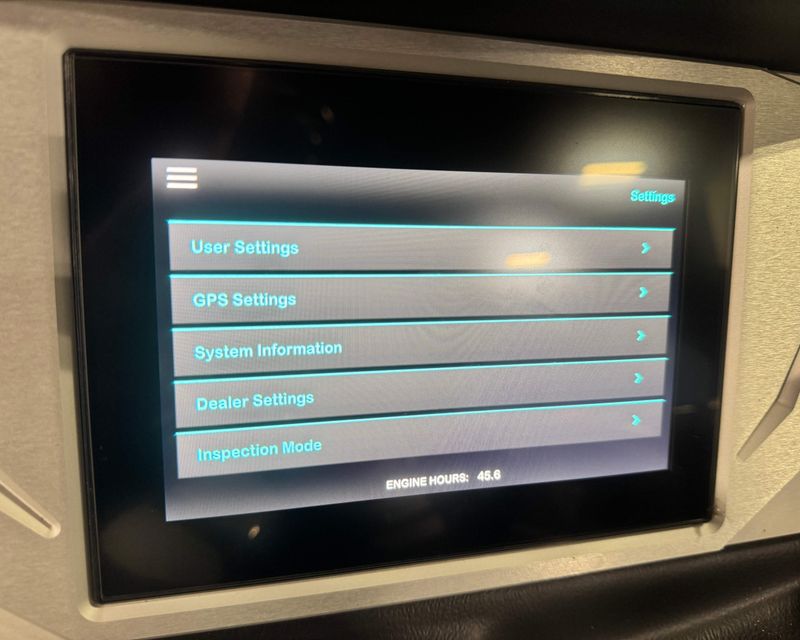 Settings
User Settings
GPS Settings
System Information
Dealer Settings
Inspection Mode
ENGINE HOURS: 45.6